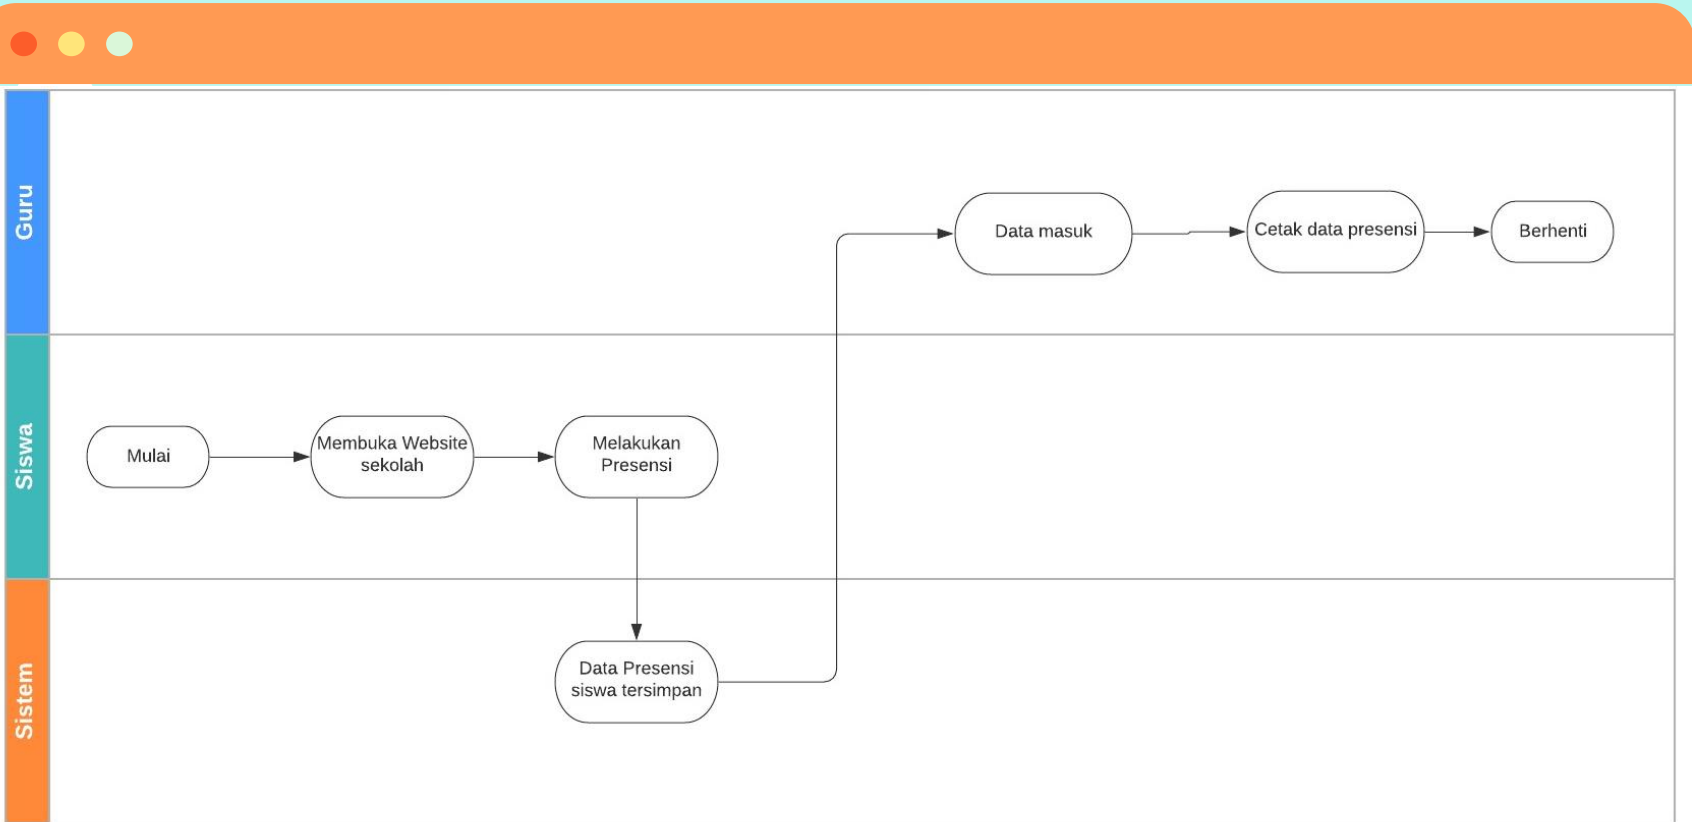 Guru
Data masuk
Cetak data presensi
Berhenti
Siswa
Mulai
Membuka Website
sekolah
Melakukan
Presensi
Sistem
Data Presensi
siswa tersimpan